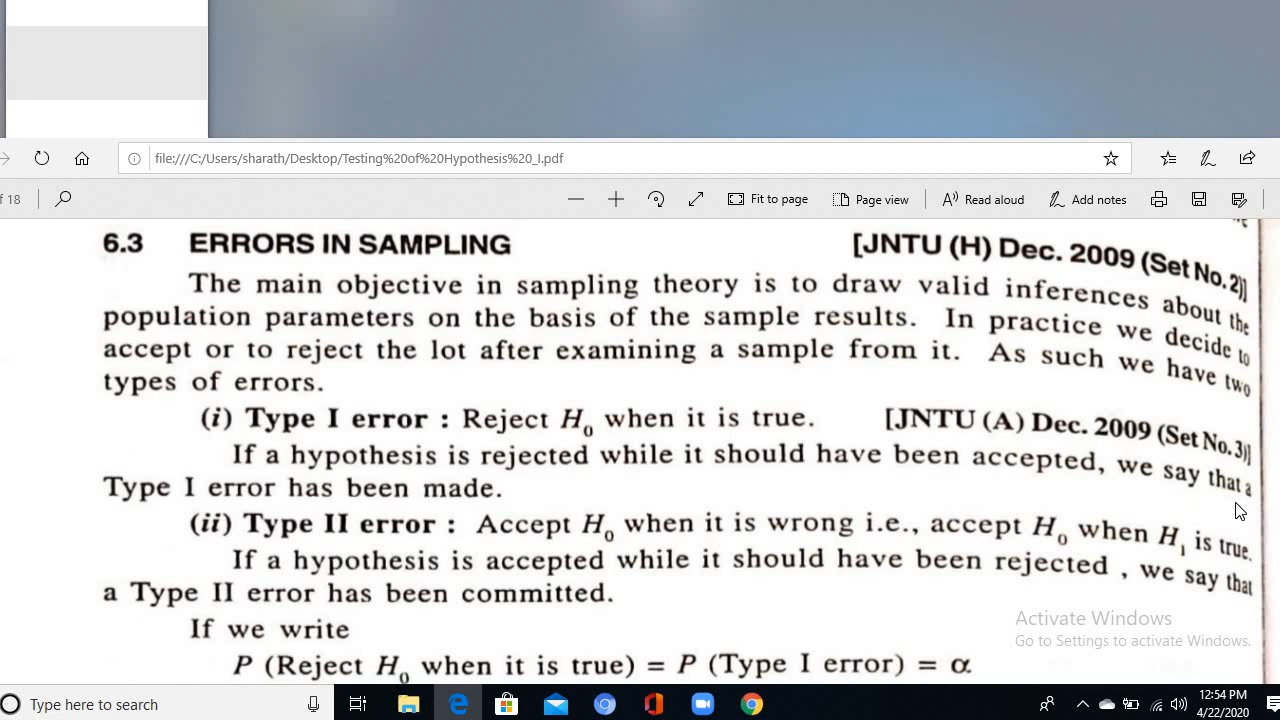 file:///C:/Users/sharath/Desktop/Testing%20of%20Hypothesis%20_I.pdf
f 18 Fit to page Page view Read aloud Add notes
6.3 ERRORS IN SAMPLING [JNTU (H) Dec. 2009 (Set No. 2)]
The main objective in sampling theory is to draw valid inferences about the
population parameters on the basis of the sample results. In practice we decide to
accept or to reject the lot after examining a sample from it. As such we have two
types of errors.
(i) Type I error : Reject H₀ when it is true. [JNTU (A) Dec. 2009 (Set No. 3)]
If a hypothesis is rejected while it should have been accepted, we say that a
Type I error has been made.
(ii) Type II error : Accept H₀ when it is wrong i.e., accept H₀ when H₁ is true.
If a hypothesis is accepted while it should have been rejected , we say that
a Type II error has been committed.
If we write
P (Reject H₀ when it is true) = P (Type I error) = α
Activate Windows
Go to Settings to activate Windows.
Type here to search
12:54 PM
4/22/2020